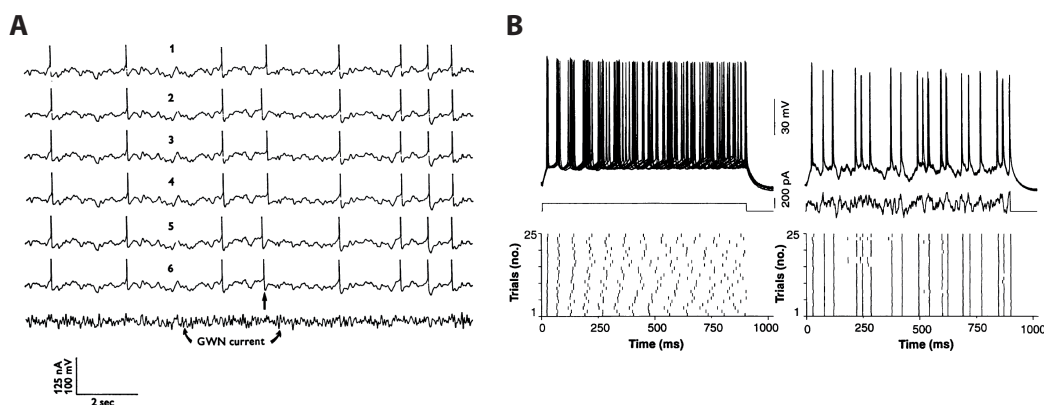 A
1
2
3
4
5
6
GWN current
125 nA
100 mV
2 sec
B
30 mV
200 pA
25
Trials (no.)
1
0 250 500 750 1000
Time (ms)
25
Trials (no.)
1
0 250 500 750 1000
Time (ms)